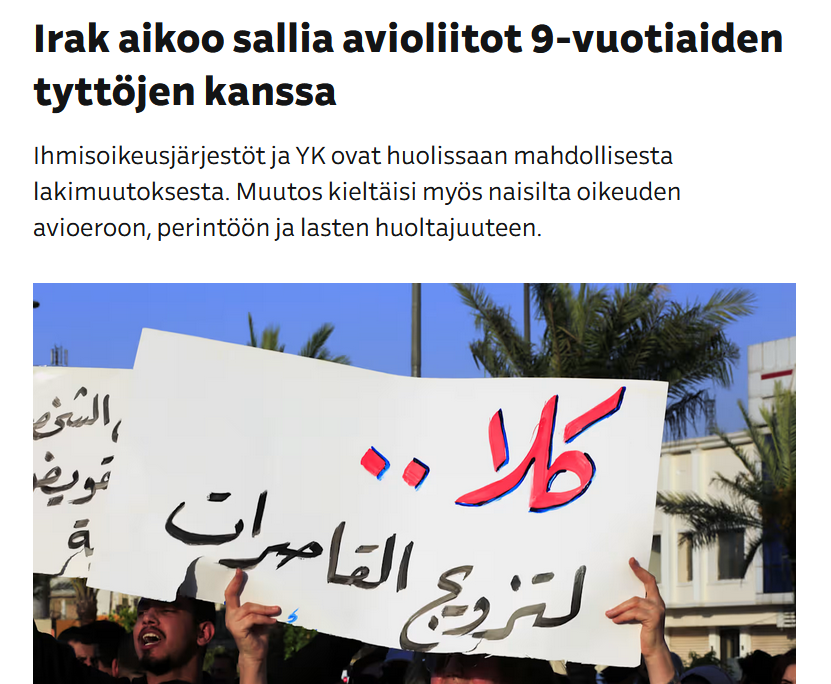 Irak aikoo sallia avioliitot 9-vuotiaiden
tyttöjen kanssa
Ihmisoikeusjärjestöt ja YK ovat huolissaan mahdollisesta
lakimuutoksesta. Muutos kieltäisi myös naisilta oikeuden
avioeroon, perintöön ja lasten huoltajuuteen.
كلا ..
لتزويج القاصرات